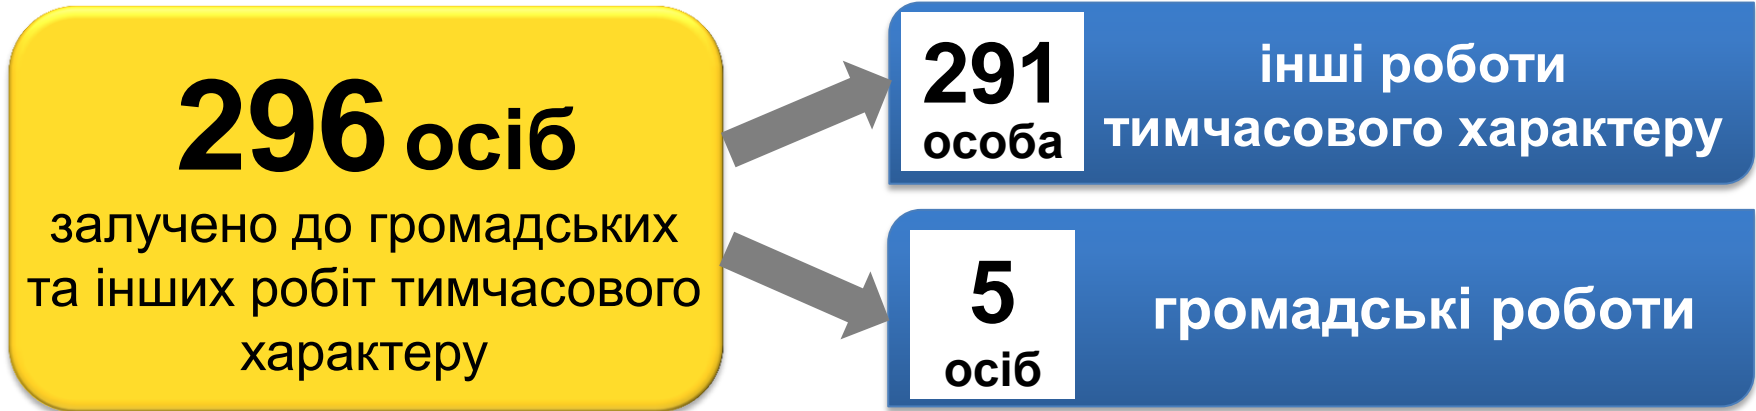 296 осіб
залучено до громадських
та інших робіт тимчасового
характеру
291
особа
інші роботи
тимчасового характеру
5
осіб
громадські роботи